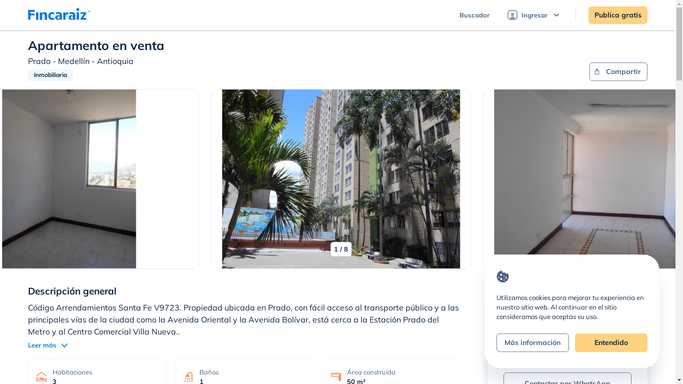 Fincaraiz
Buscador
Ingresar
Publica gratis
Apartamento en venta
Prado - Medellín - Antioquia
Inmobiliaria
Compartir
1 / 8
Descripción general
Código Arrendamientos Santa Fe V9723. Propiedad ubicada en Prado, con fácil acceso al transporte público y a las
principales vías de la ciudad como la Avenida Oriental y la Avenida Bolívar, está cerca a la Estación Prado del
Metro y al Centro Comercial Villa Nueva..
Leer más
Habitaciones
3
Baños
1
Área construida
50 m²
Utilizamos cookies para mejorar tu experiencia en
nuestro sitio web. Al continuar en el sitio
consideramos que aceptas su uso.
Más información
Entendido
Contactar por WhatsApp